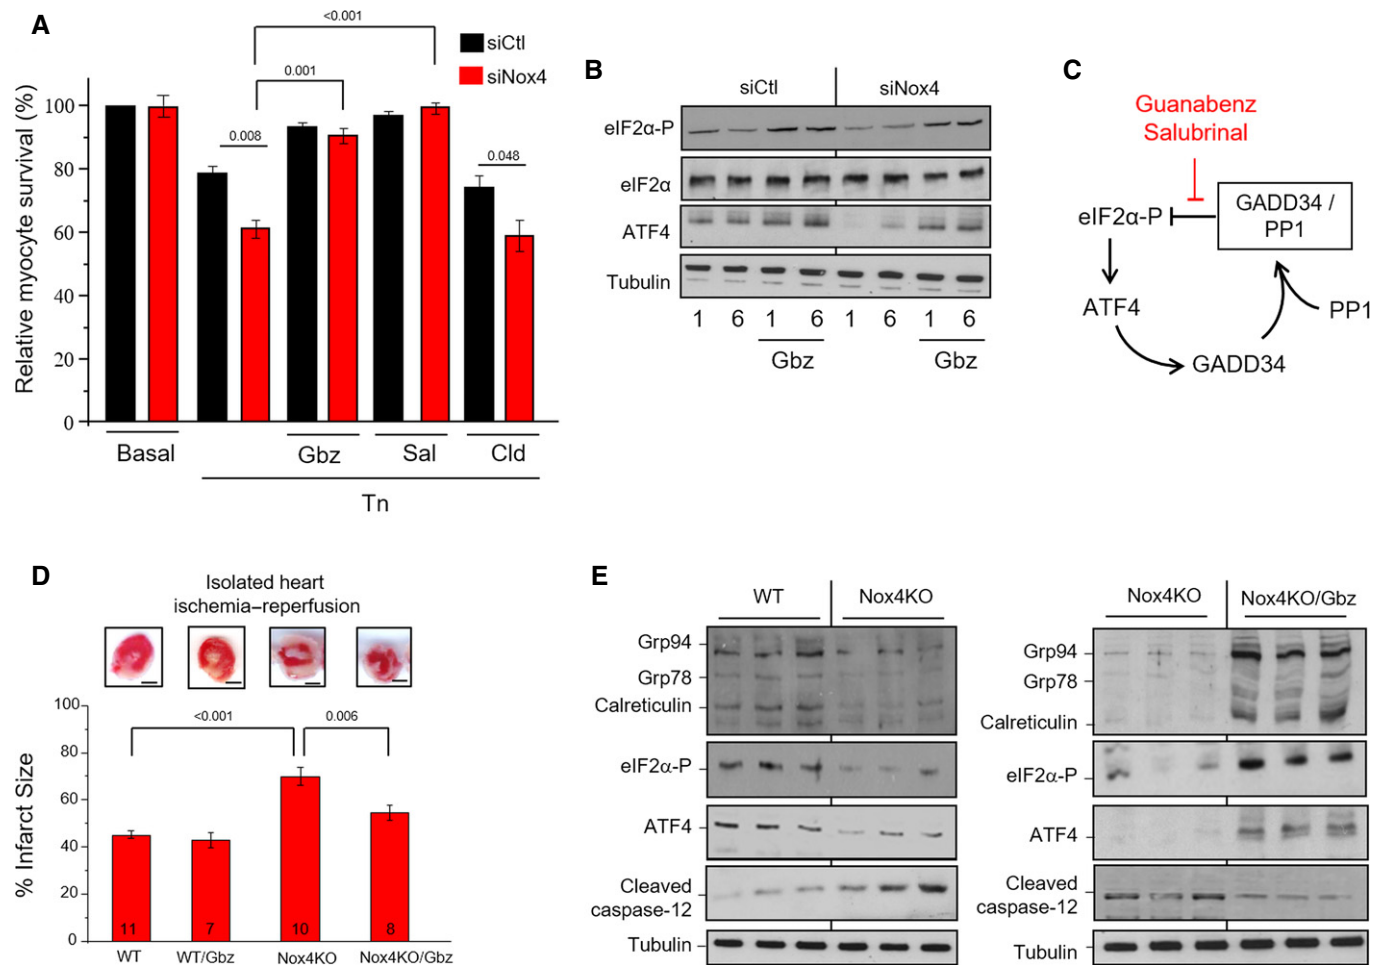 A
<0.001
siCtl
siNox4
0.001
0.008
0.048
Relative myocyte survival (%)
100
80
60
40
20
0
Basal
Gbz
Sal
Cld
Tn
B
siCtl
siNox4
eIF2α-P
eIF2α
ATF4
Tubulin
1 6 1 6 1 6 1 6
Gbz
Gbz
C
Guanabenz
Salubrinal
eIF2α-P
GADD34 /
PP1
ATF4
PP1
GADD34
D
Isolated heart
ischemia–reperfusion
% Infarct Size
100
80
60
40
20
0
<0.001
0.006
11
7
10
8
WT
WT/Gbz
Nox4KO
Nox4KO/Gbz
E
WT
Nox4KO
Grp94
Grp78
Calreticulin
eIF2α-P
ATF4
Cleaved
caspase-12
Tubulin
Nox4KO
Nox4KO/Gbz
Grp94
Grp78
Calreticulin
eIF2α-P
ATF4
Cleaved
caspase-12
Tubulin